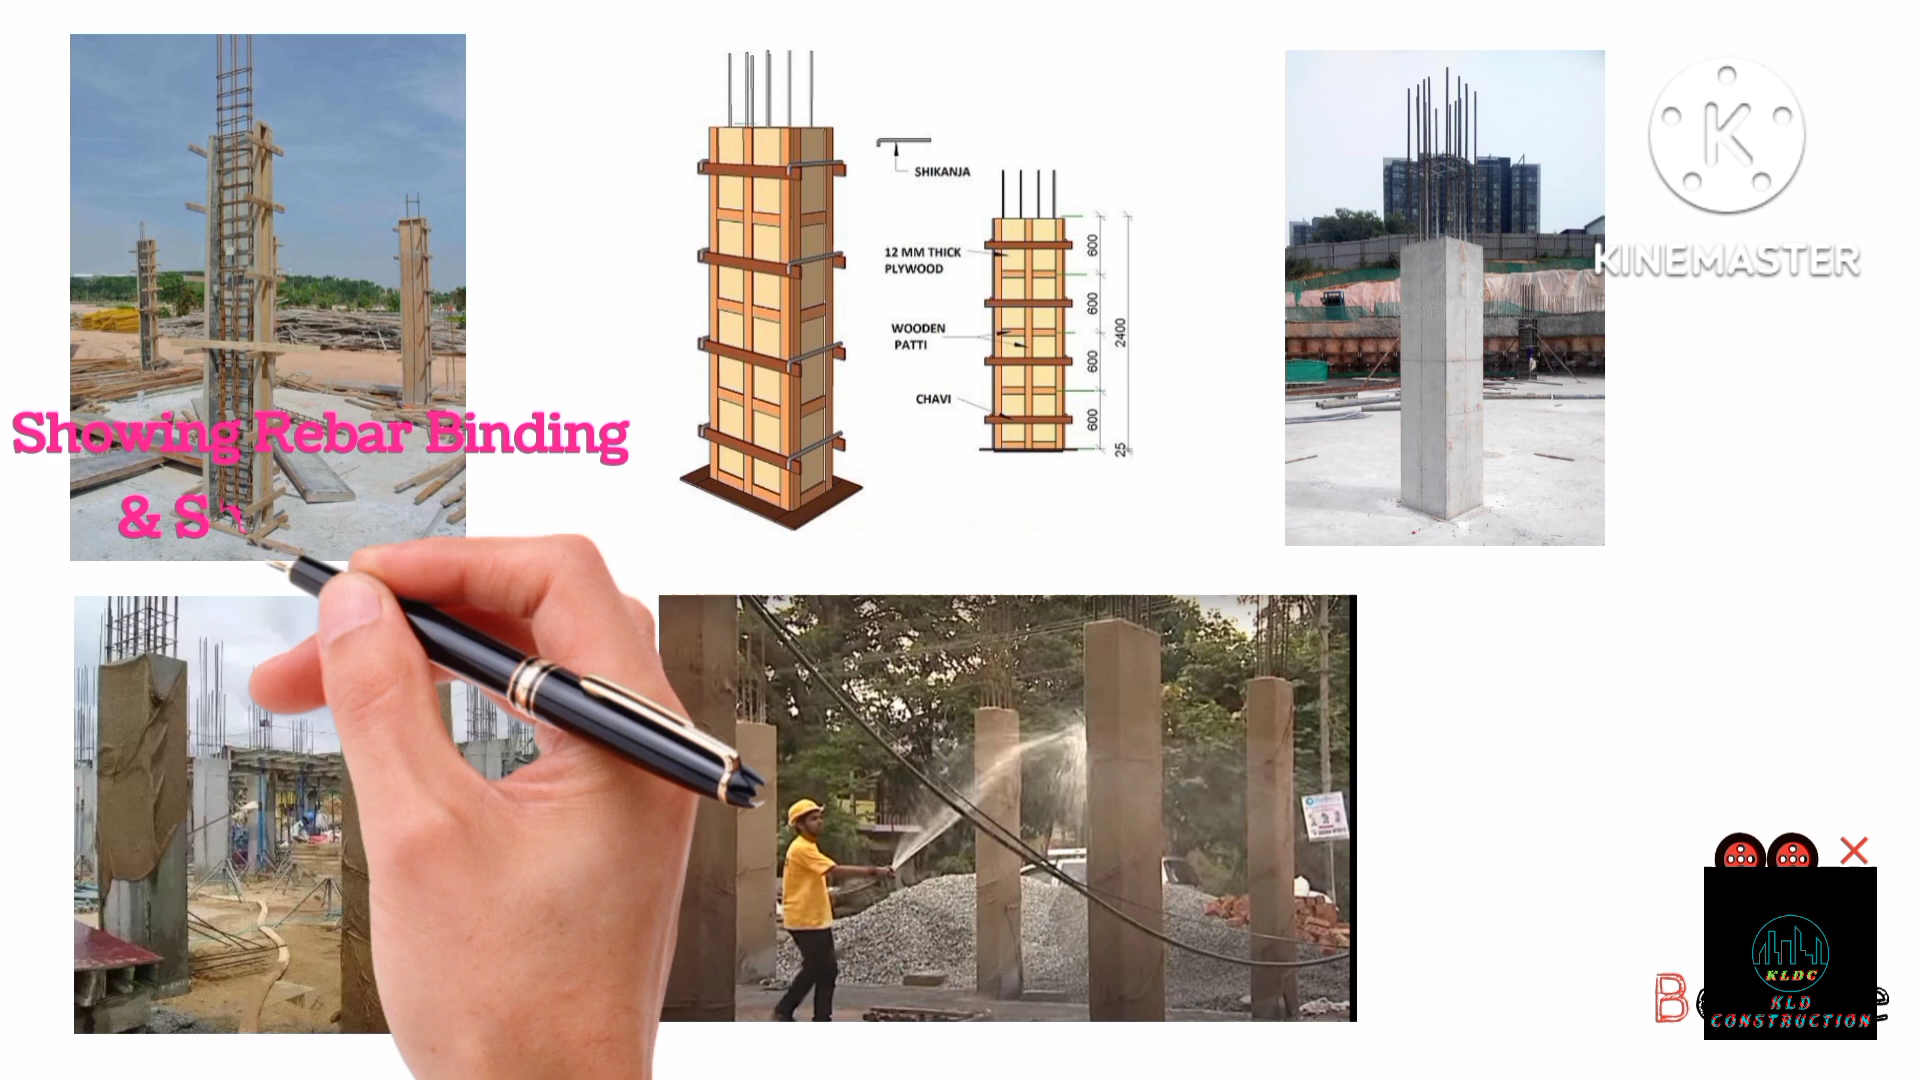 KINEMASTER
SHIKANJA
12 MM THICK
PLYWOOD
WOODEN
PATTI
CHAVI
600
600
600
600
2400
25
Showing Rebar Binding
& S
KLDC
KLD
CONSTRUCTION